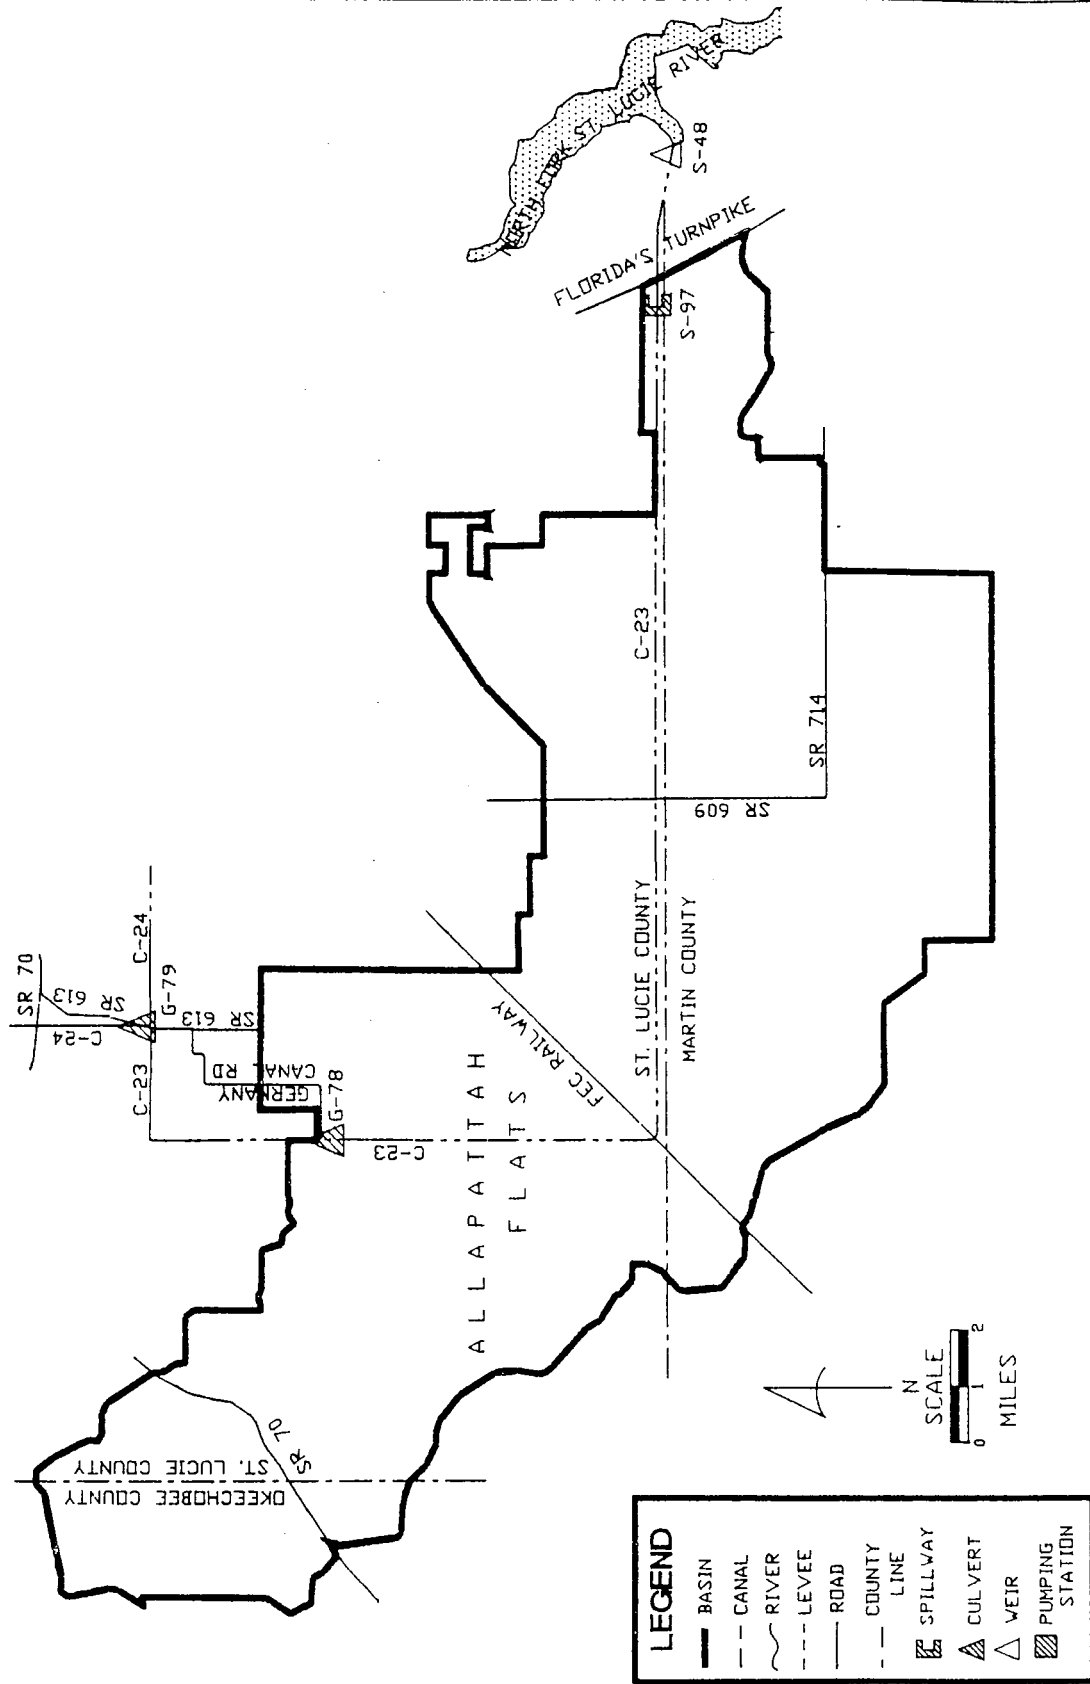 NORTH FORK ST. LUCIE RIVER
S-48
FLORIDA'S TURNPIKE
S-97
C-23
SR 714
SR 609
ST. LUCIE COUNTY
MARTIN COUNTY
FEC RAILWAY
SR 70
SR 613
C-24
C-24
G-79
SR 613
C-23
GERMANY
CANAL RD
G-78
C-23
ALLAPATTAH
FLATS
SR 70
ST. LUCIE COUNTY
OKEECHOBEE COUNTY
N
SCALE
0 1 2
MILES
LEGEND
BASIN
CANAL
RIVER
LEVEE
ROAD
COUNTY
LINE
SPILLWAY
CULVERT
WEIR
PUMPING
STATION